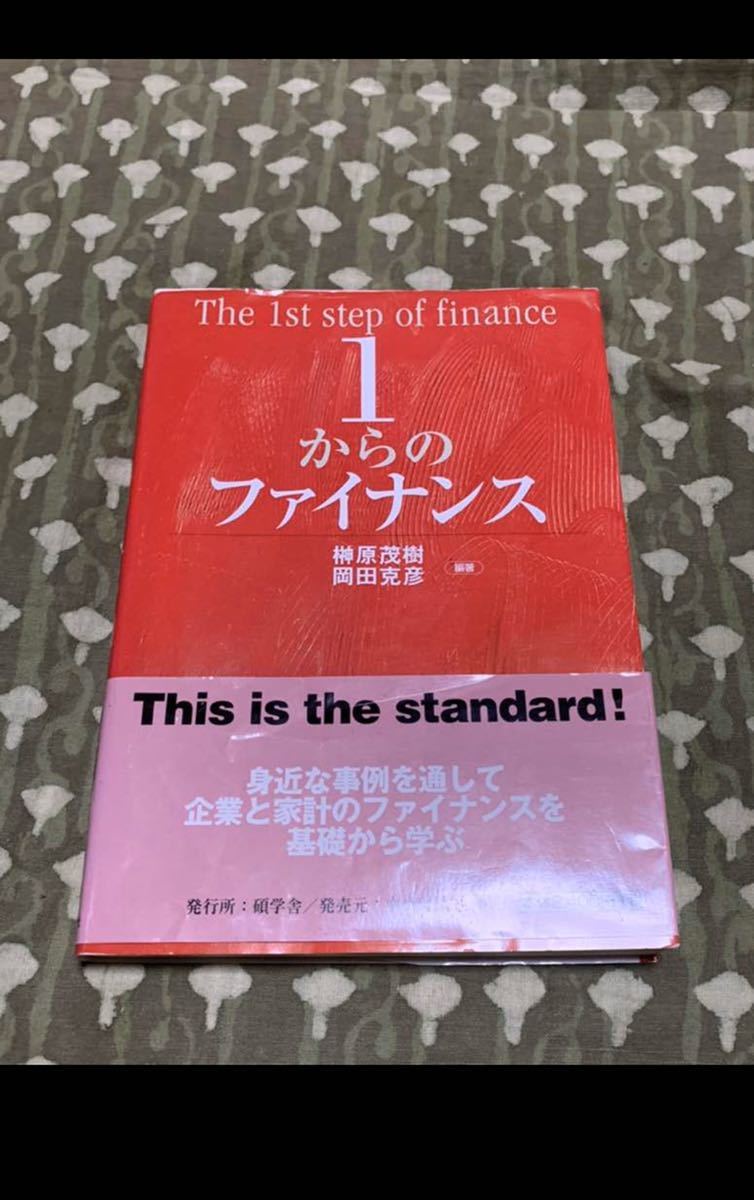 The 1st step of finance
1
からの
ファイナンス
榊原茂樹
岡田克彦
編著
This is the standard!
身近な事例を通して
企業と家計のファイナンスを
基礎から学ぶ
発行所：碩学舎／発売元：